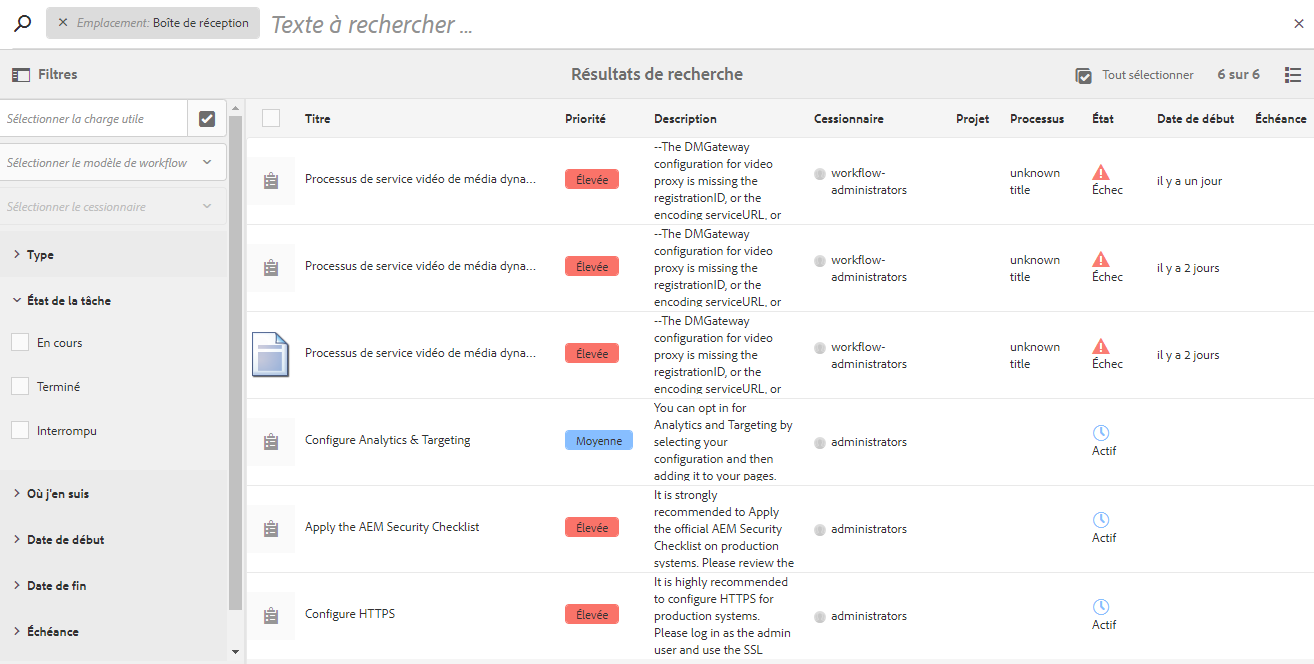 Emplacement: Boîte de réception
Texte à rechercher ...
Filtres
Résultats de recherche
Tout sélectionner
6 sur 6
Sélectionner la charge utile
Sélectionner le modèle de workflow
Sélectionner le cessionnaire
Type
État de la tâche
En cours
Terminé
Interrompu
Où j'en suis
Date de début
Date de fin
Échéance
Titre Priorité Description Cessionnaire Projet Processus État Date de début Échéance
Processus de service vidéo de média dyna...
Élevée
--The DMGateway
configuration for video
proxy is missing the
registrationID, or the
encoding serviceURL, or
workflow-
administrators
unknown
title
Échec
il y a un jour
Processus de service vidéo de média dyna...
Élevée
--The DMGateway
configuration for video
proxy is missing the
registrationID, or the
encoding serviceURL, or
workflow-
administrators
unknown
title
Échec
il y a 2 jours
Processus de service vidéo de média dyna...
Élevée
--The DMGateway
configuration for video
proxy is missing the
registrationID, or the
encoding serviceURL, or
workflow-
administrators
unknown
title
Échec
il y a 2 jours
Configure Analytics & Targeting
Moyenne
You can opt in for
Analytics and Targeting by
selecting your
configuration and then
adding it to your pages.
administrators
Actif
Apply the AEM Security Checklist
Élevée
It is strongly
recommended to Apply
the official AEM Security
Checklist on production
systems. Please review the
administrators
Actif
Configure HTTPS
Élevée
It is highly recommended
to configure HTTPS for
production systems.
Please log in as the admin
user and use the SSL
administrators
Actif